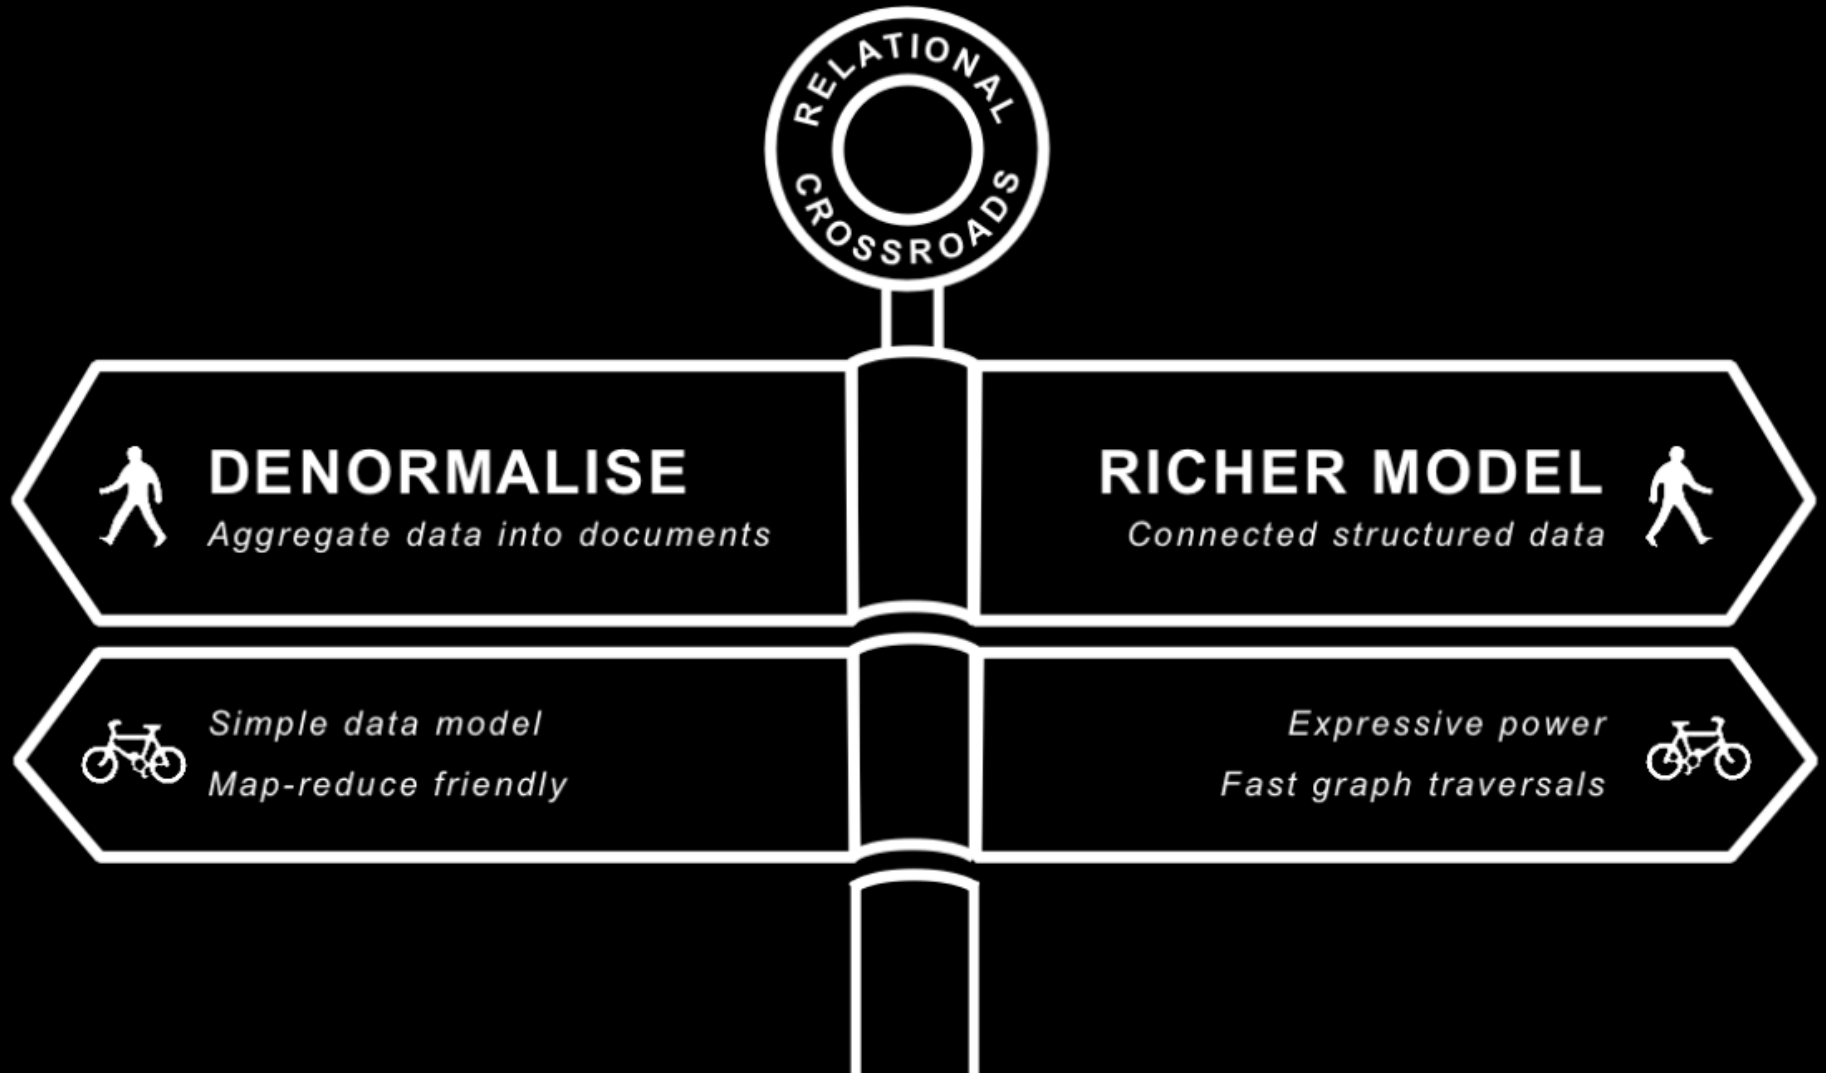 RELATIONAL
CROSSROADS
DENORMALISE
Aggregate data into documents
RICHER MODEL
Connected structured data
Simple data model
Map-reduce friendly
Expressive power
Fast graph traversals